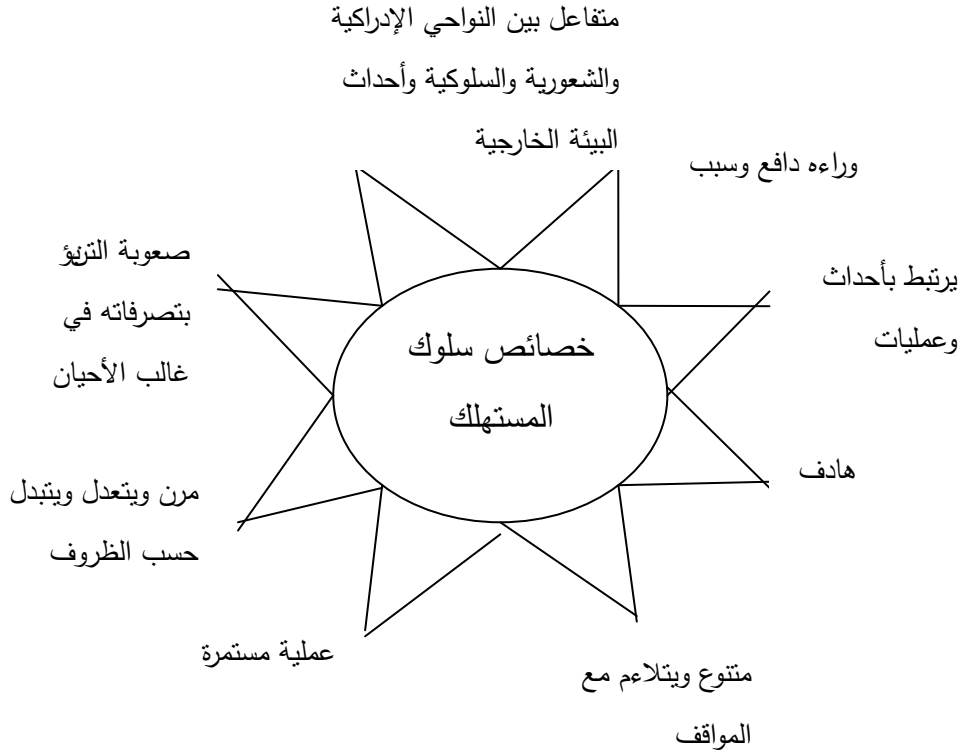 متفاعل بين النواحي الإدراكية
والشعورية والسلوكية وأحداث
البيئة الخارجية
وراءه دافع وسبب
يرتبط بأحداث
وعمليات
هادف
متنوع ويتلاءم مع
المواقف
عملية مستمرة
مرن ويتعدل ويتبدل
حسب الظروف
صعوبة التنبؤ
بتصرفاته في
غالب الأحيان
خصائص سلوك
المستهلك